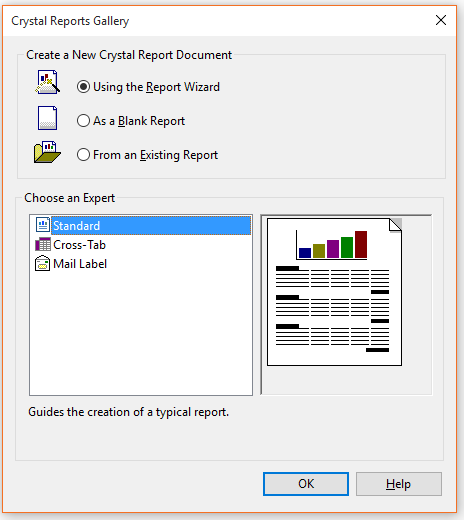 Crystal Reports Gallery
Create a New Crystal Report Document
Using the Report Wizard
As a Blank Report
From an Existing Report
Choose an Expert
Standard
Cross-Tab
Mail Label
Guides the creation of a typical report.
OK
Help